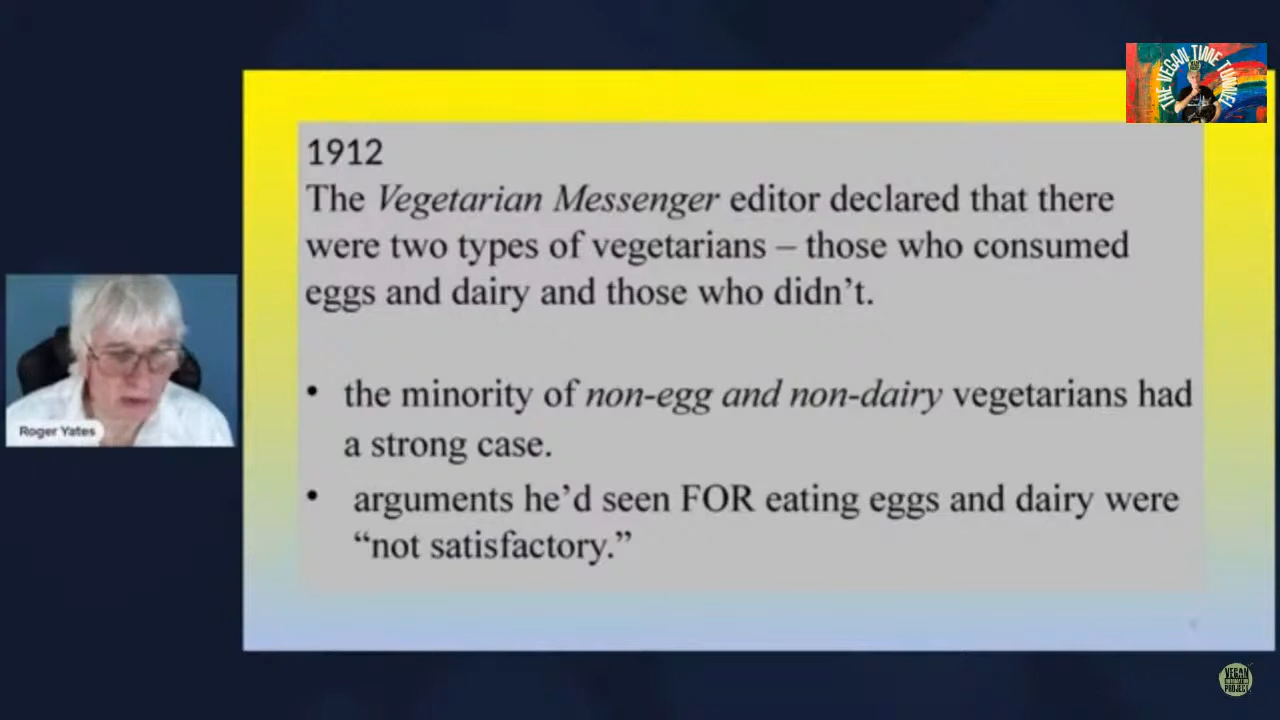 THE VEGAN TIME TUNNEL
1912
The Vegetarian Messenger editor declared that there
were two types of vegetarians – those who consumed
eggs and dairy and those who didn’t.
• the minority of non-egg and non-dairy vegetarians had
a strong case.
• arguments he’d seen FOR eating eggs and dairy were
“not satisfactory.”
Roger Yates
VEGAN
PROJECT